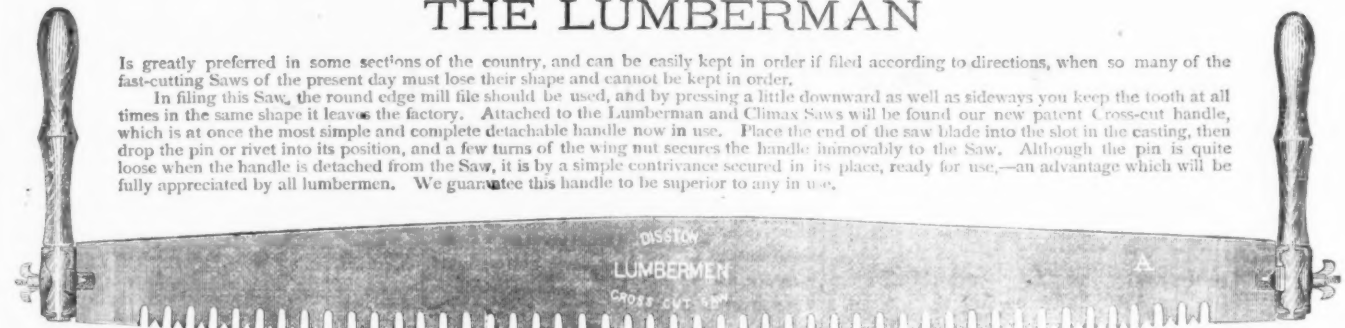 THE LUMBERMAN
Is greatly preferred in some sections of the country, and can be easily kept in order if filed according to directions, when so many of the
fast-cutting Saws of the present day must lose their shape and cannot be kept in order.
In filing this Saw, the round edge mill file should be used, and by pressing a little downward as well as sideways you keep the tooth at all
times in the same shape it leaves the factory. Attached to the Lumberman and Climax Saws will be found our new patent Cross-cut handle,
which is at once the most simple and complete detachable handle now in use. Place the end of the saw blade into the slot in the casting, then
drop the pin or rivet into its position, and a few turns of the wing nut secures the handle immovably to the Saw. Although the pin is quite
loose when the handle is detached from the Saw, it is by a simple contrivance secured in its place, ready for use,—an advantage which will be
fully appreciated by all lumbermen. We guarantee this handle to be superior to any in use.
DISSTON
LUMBERMEN
A
CROSS CUT SAW